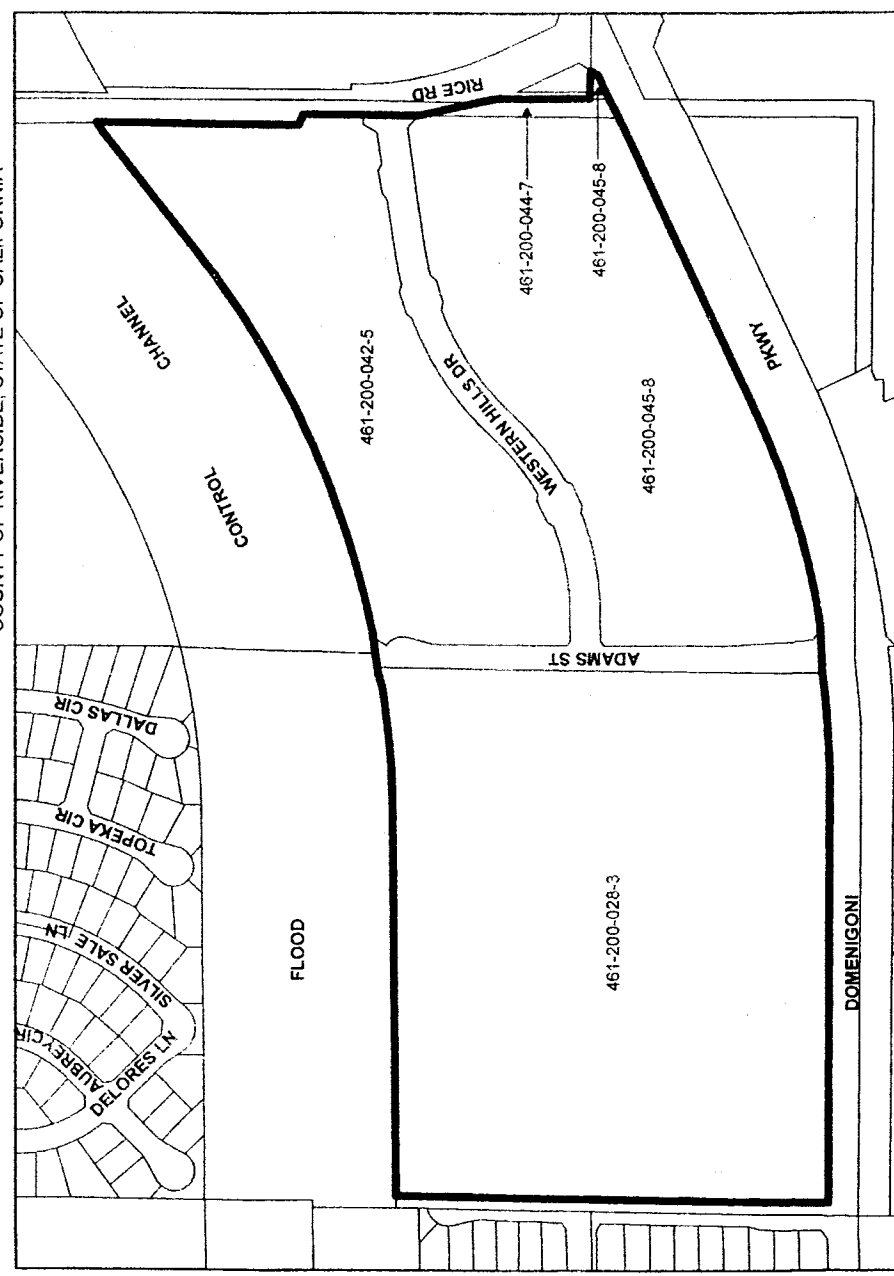 COUNTY OF RIVERSIDE, STATE OF CALIFORNIA
RICE RD
CHANNEL
CONTROL
FLOOD
461-200-042-5
WESTERN HILLS DR
461-200-044-7
461-200-045-8
461-200-045-8
PKWY
ADAMS ST
DALLAS CIR
TOPEKA CIR
SILVER SALE LN
AUBREY CIR
DELORES LN
461-200-028-3
DOMENIGONI